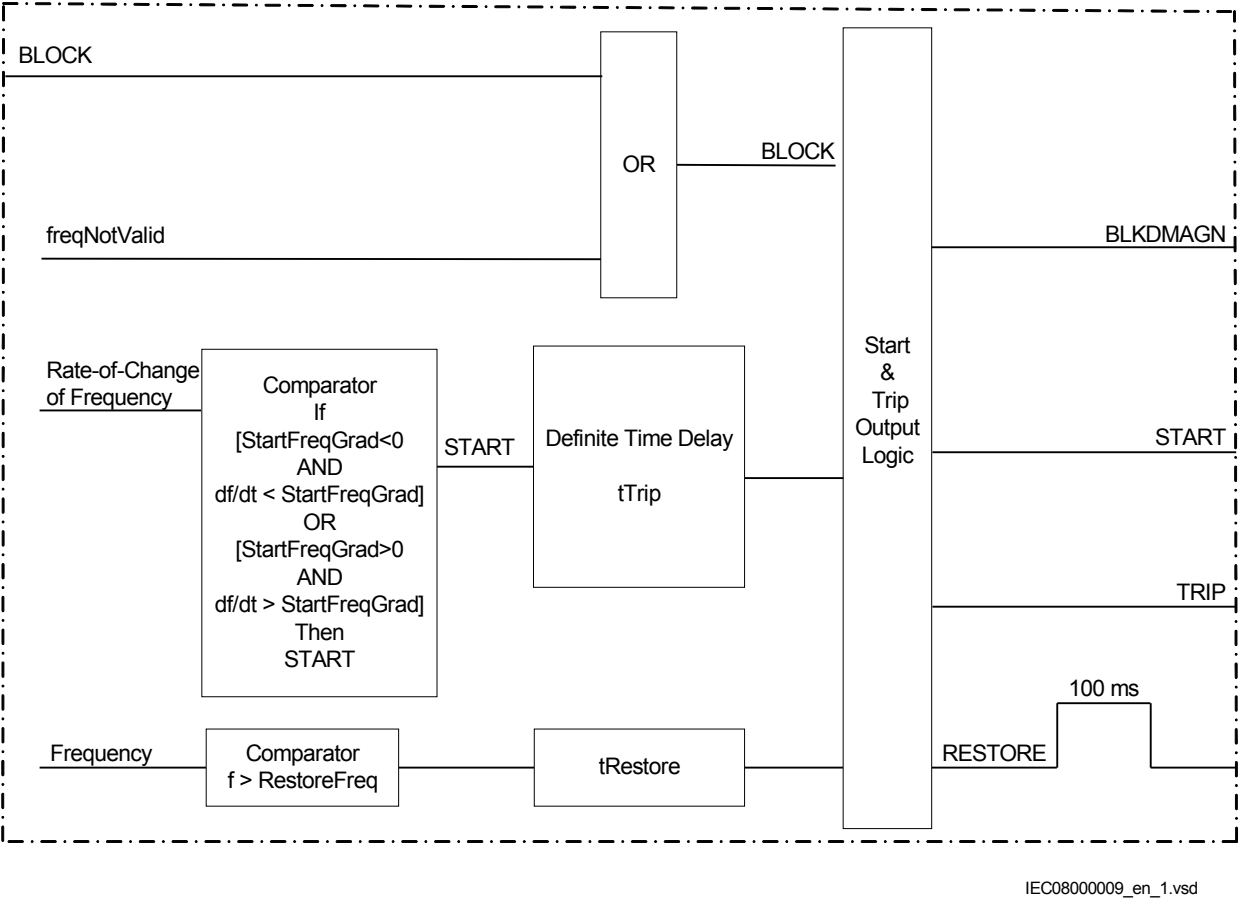 BLOCK
OR
BLOCK
freqNotValid
BLKDMAGN
Rate-of-Change
of Frequency
Comparator
If
[StartFreqGrad<0
AND
df/dt < StartFreqGrad]
OR
[StartFreqGrad>0
AND
df/dt > StartFreqGrad]
Then
START
START
Definite Time Delay
tTrip
Start
&
Trip
Output
Logic
START
TRIP
100 ms
Frequency
Comparator
f > RestoreFreq
tRestore
RESTORE
IEC08000009_en_1.vsd